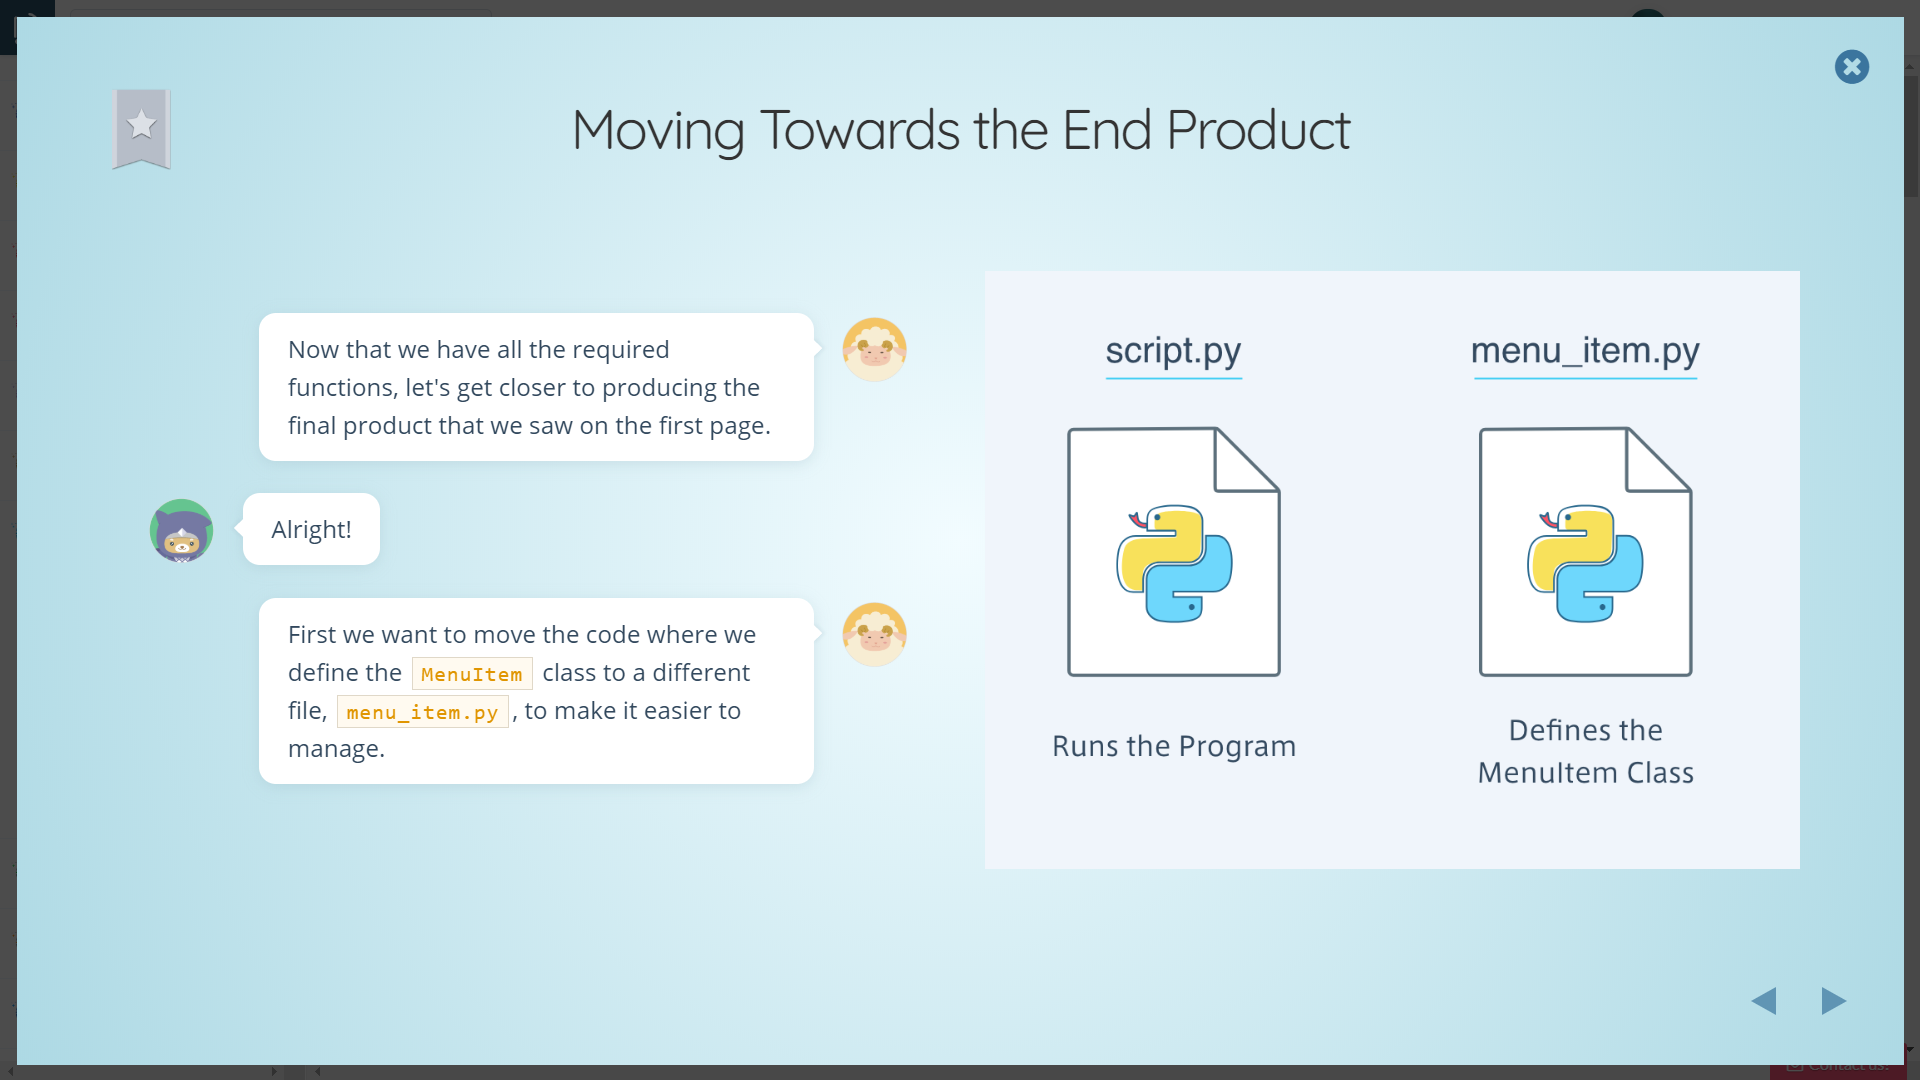 Moving Towards the End Product
Now that we have all the required
functions, let's get closer to producing the
final product that we saw on the first page.
Alright!
First we want to move the code where we
define the MenuItem class to a different
file, menu_item.py, to make it easier to
manage.
script.py
Runs the Program
menu_item.py
Defines the
MenuItem Class
Contact us!